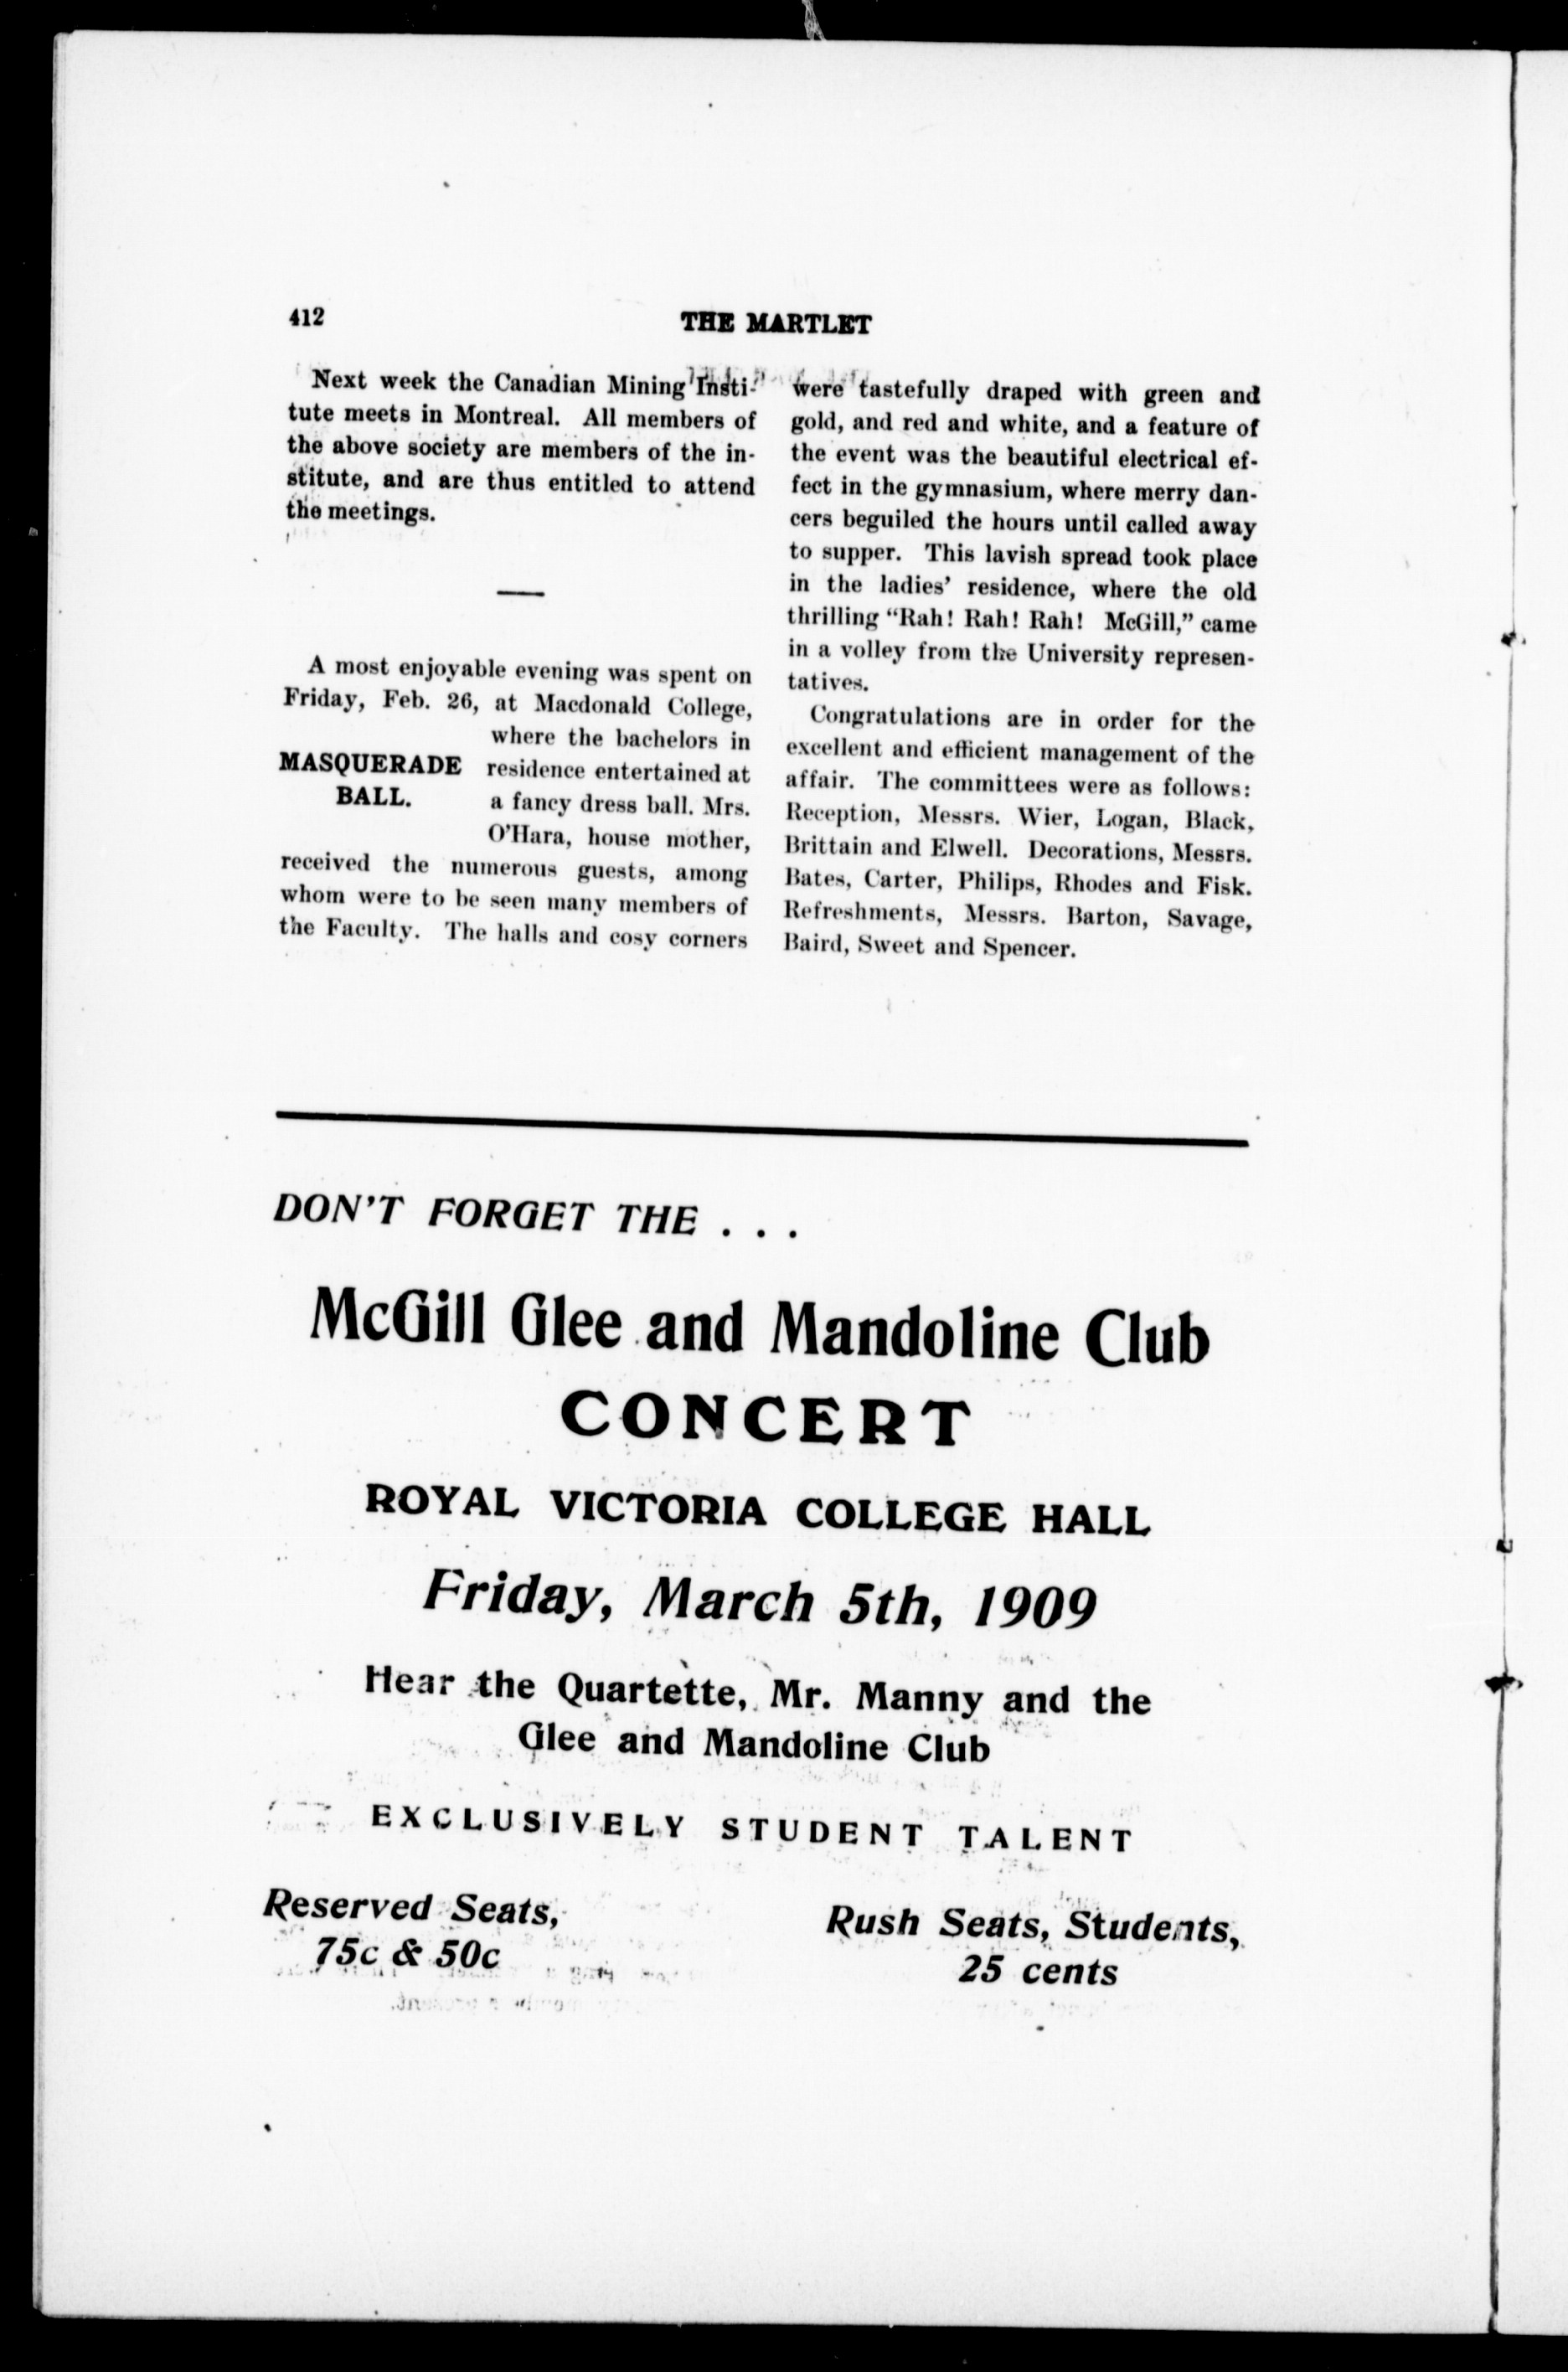 412
THE MARTLET
Next week the Canadian Mining Insti-
tute meets in Montreal. All members of
the above society are members of the in-
stitute, and are thus entitled to attend
the meetings.
A most enjoyable evening was spent on
Friday, Feb. 26, at Macdonald College,
where the bachelors in
MASQUERADE residence entertained at
BALL. a fancy dress ball. Mrs.
O'Hara, house mother,
received the numerous guests, among
whom were to be seen many members of
the Faculty. The halls and cosy corners
were tastefully draped with green and
gold, and red and white, and a feature of
the event was the beautiful electrical ef-
fect in the gymnasium, where merry dan-
cers beguiled the hours until called away
to supper. This lavish spread took place
in the ladies' residence, where the old
thrilling "Rah! Rah! Rah! McGill," came
in a volley from the University represen-
tatives.
Congratulations are in order for the
excellent and efficient management of the
affair. The committees were as follows:
Reception, Messrs. Wier, Logan, Black,
Brittain and Elwell. Decorations, Messrs.
Bates, Carter, Philips, Rhodes and Fisk.
Refreshments, Messrs. Barton, Savage,
Baird, Sweet and Spencer.
DON'T FORGET THE . . .
McGill Glee and Mandoline Club
CONCERT
ROYAL VICTORIA COLLEGE HALL
Friday, March 5th, 1909
Hear the Quartette, Mr. Manny and the
Glee and Mandoline Club
EXCLUSIVELY STUDENT TALENT
Reserved Seats,
75c & 50c
Rush Seats, Students,
25 cents